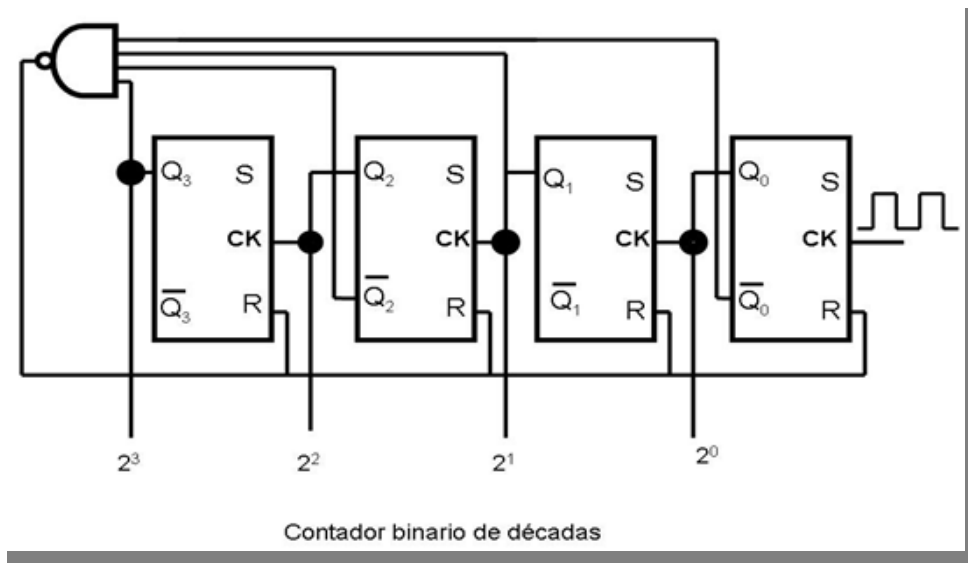 Q₃ S Q₂ S Q₁ S Q₀ S
CK CK CK CK
Q̅₃ R Q̅₂ R Q̅₁ R Q̅₀ R
2³ 2² 2¹ 2⁰
Contador binario de décadas